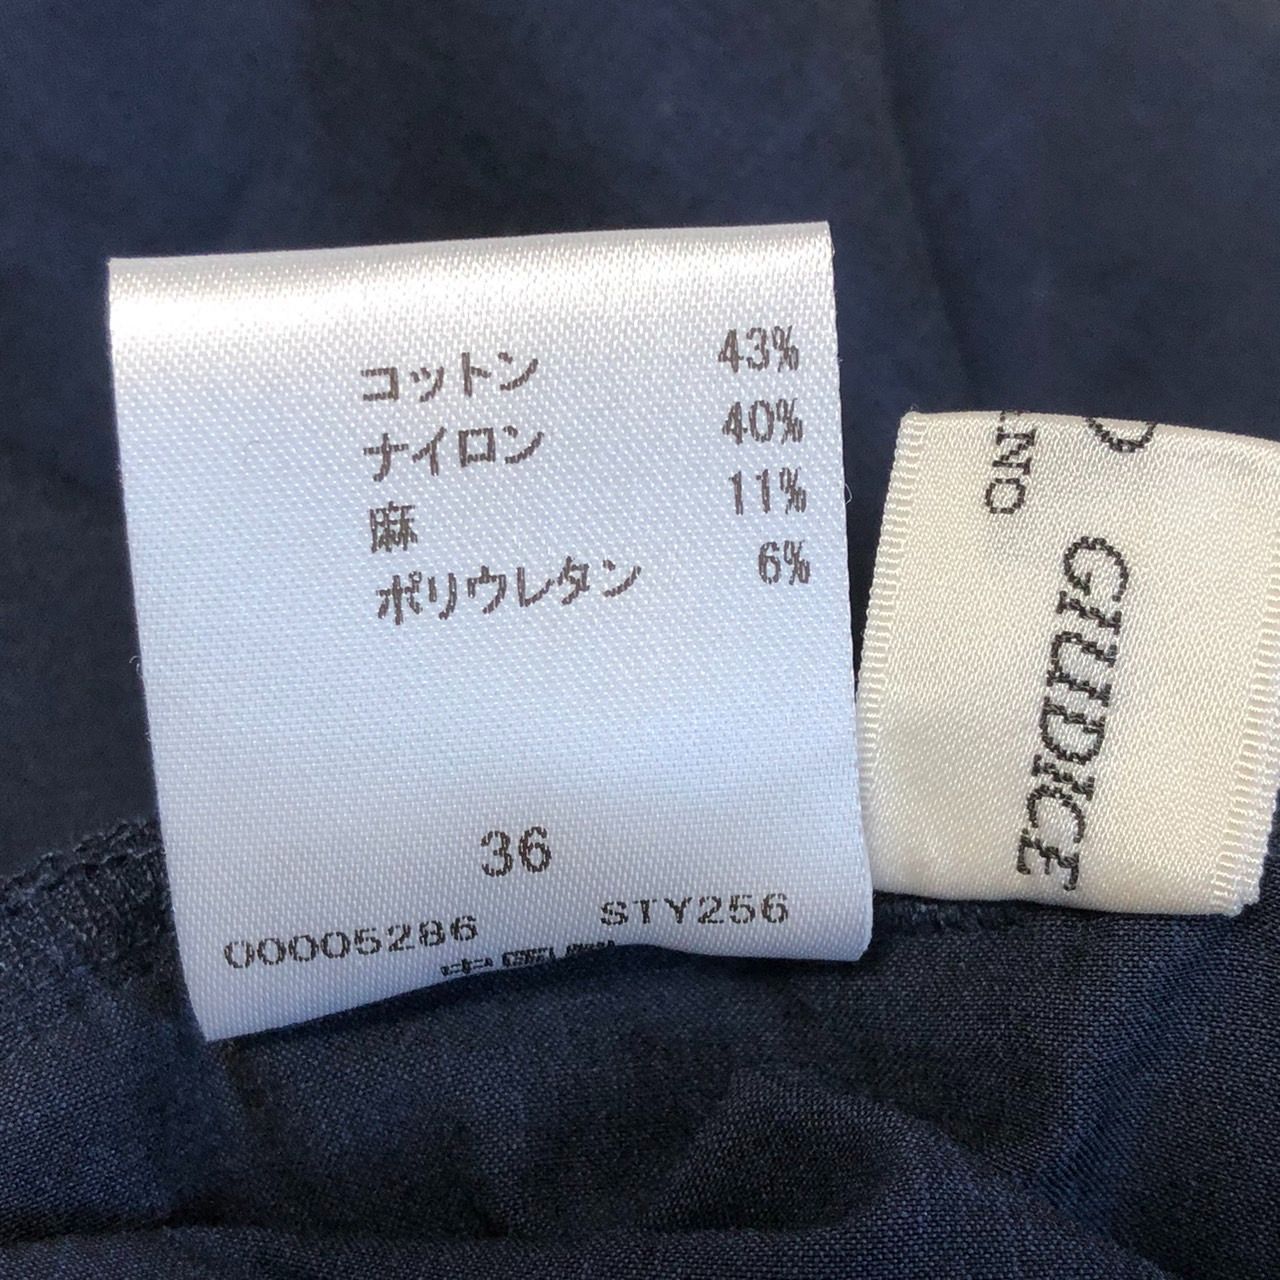 コットン 43%
ナイロン 40%
麻 11%
ポリウレタン 6%
36
00005286 STY256
GIUDICE